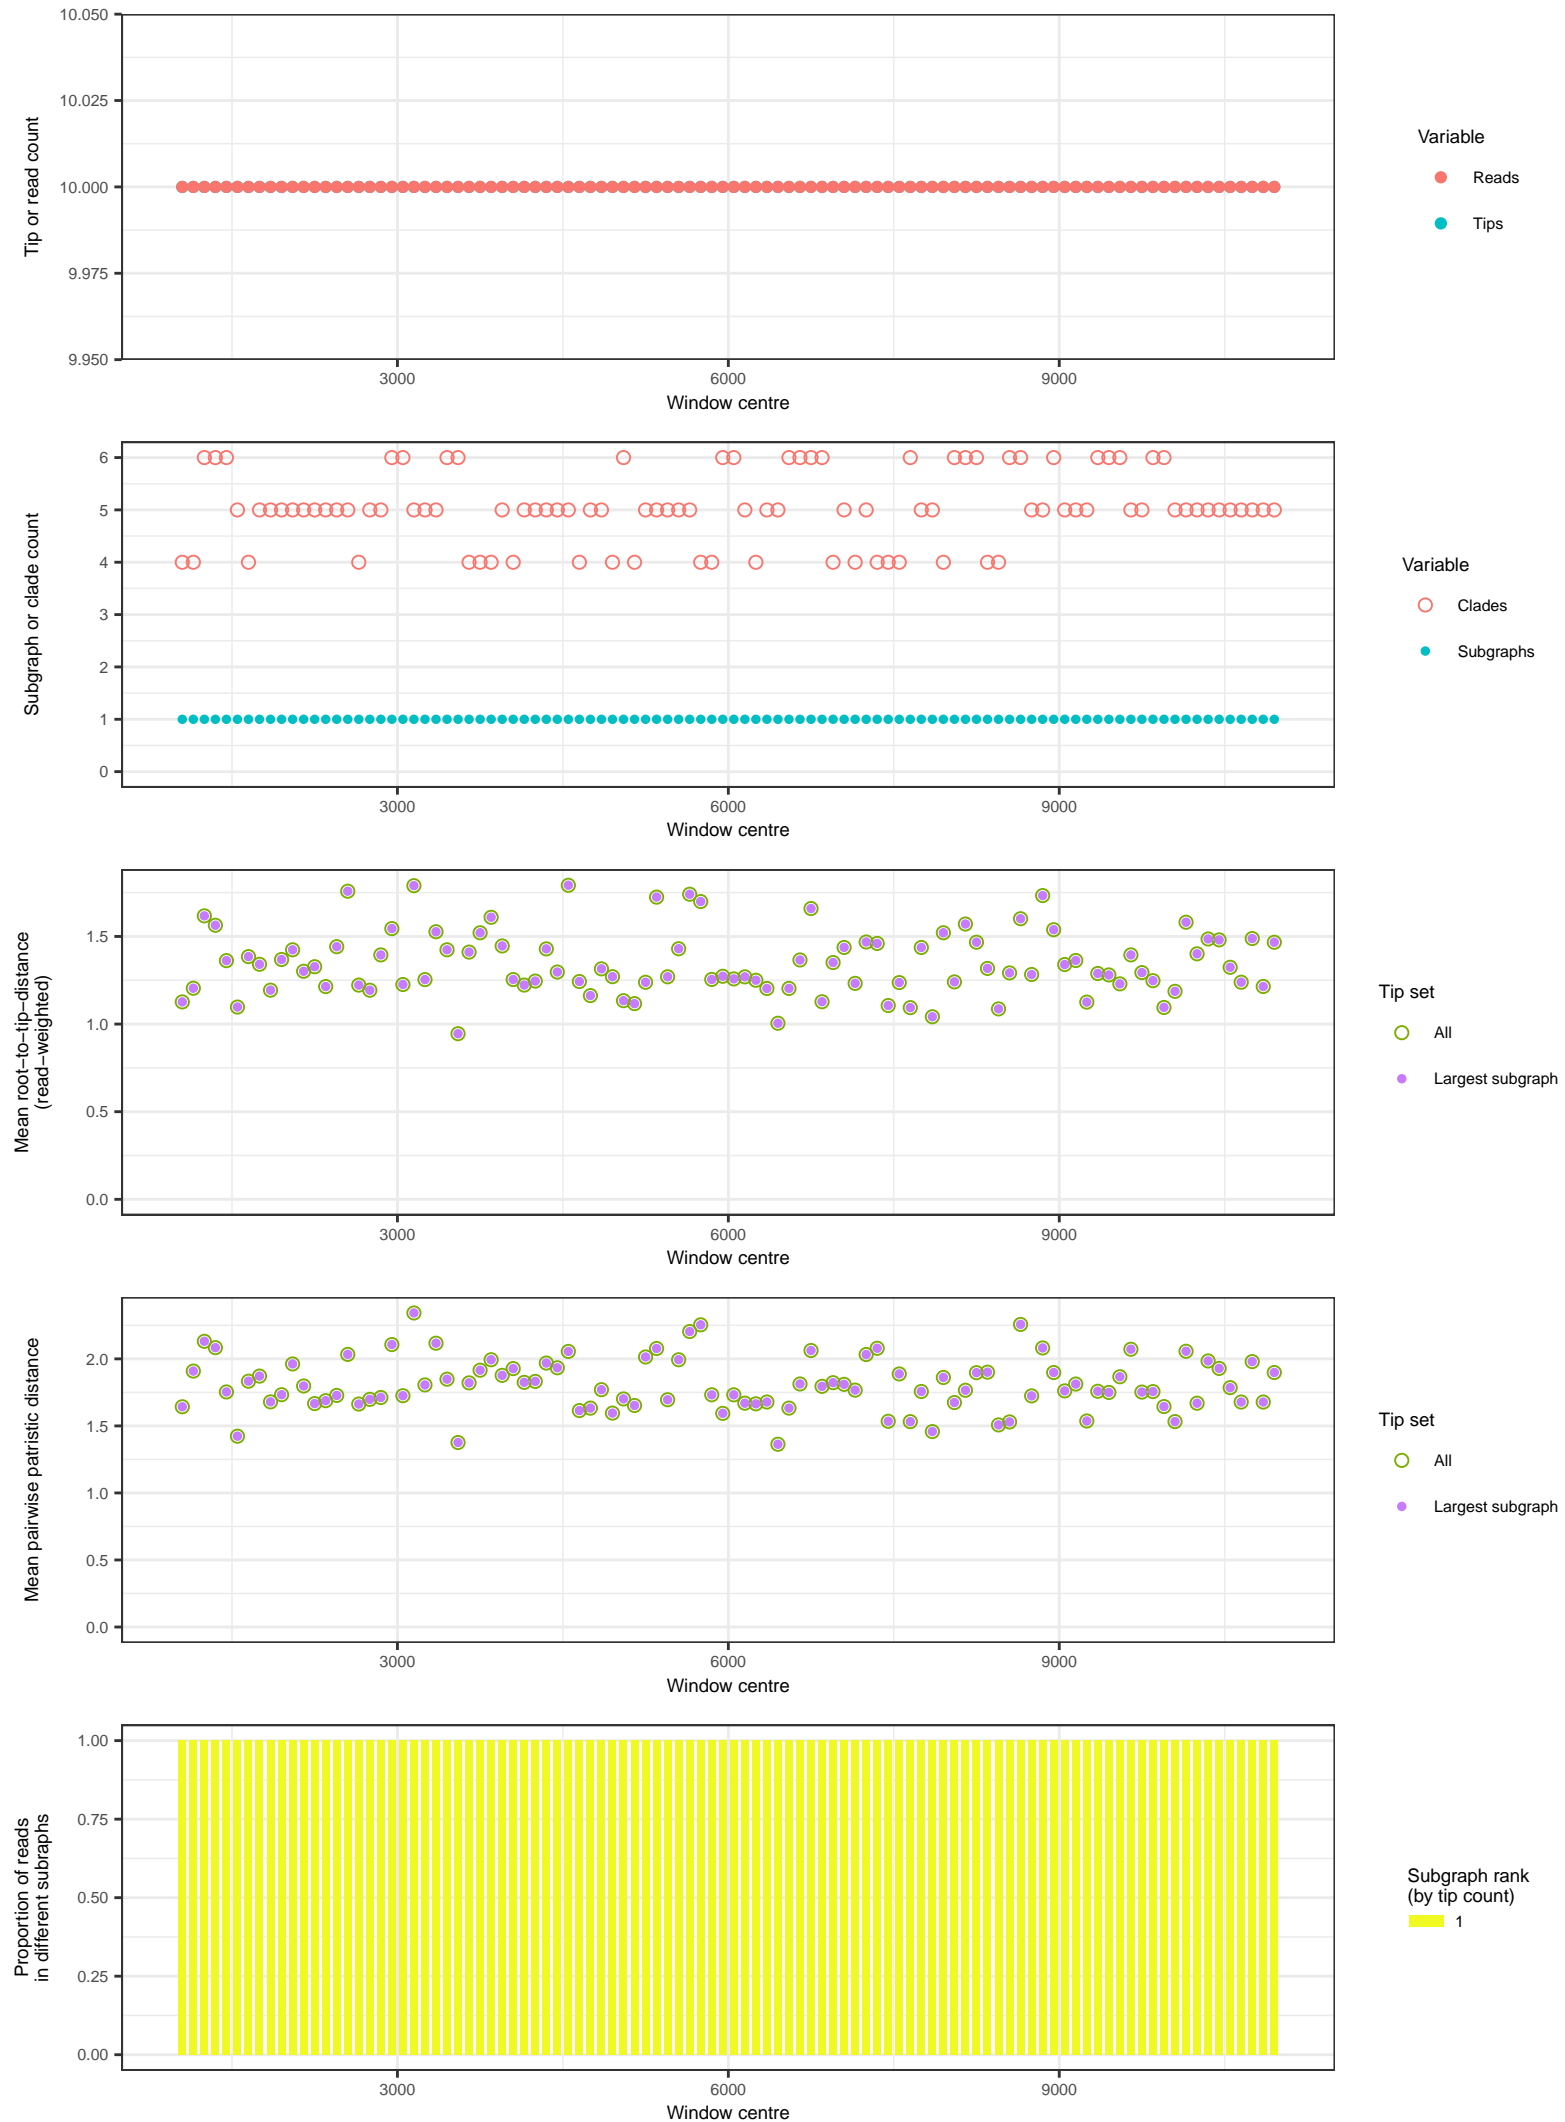 10.050
10.025
10.000
9.975
9.950
Tip or read count
3000 6000 9000
Window centre
Variable
Reads
Tips
6
5
4
3
2
1
0
Subgraph or clade count
3000 6000 9000
Window centre
Variable
Clades
Subgraphs
1.5
1.0
0.5
0.0
Mean root−to−tip−distance
(read−weighted)
3000 6000 9000
Window centre
Tip set
All
Largest subgraph
2.0
1.5
1.0
0.5
0.0
Mean pairwise patristic distance
3000 6000 9000
Window centre
Tip set
All
Largest subgraph
1.00
0.75
0.50
0.25
0.00
Proportion of reads
in different subraphs
3000 6000 9000
Window centre
Subgraph rank
(by tip count)
1